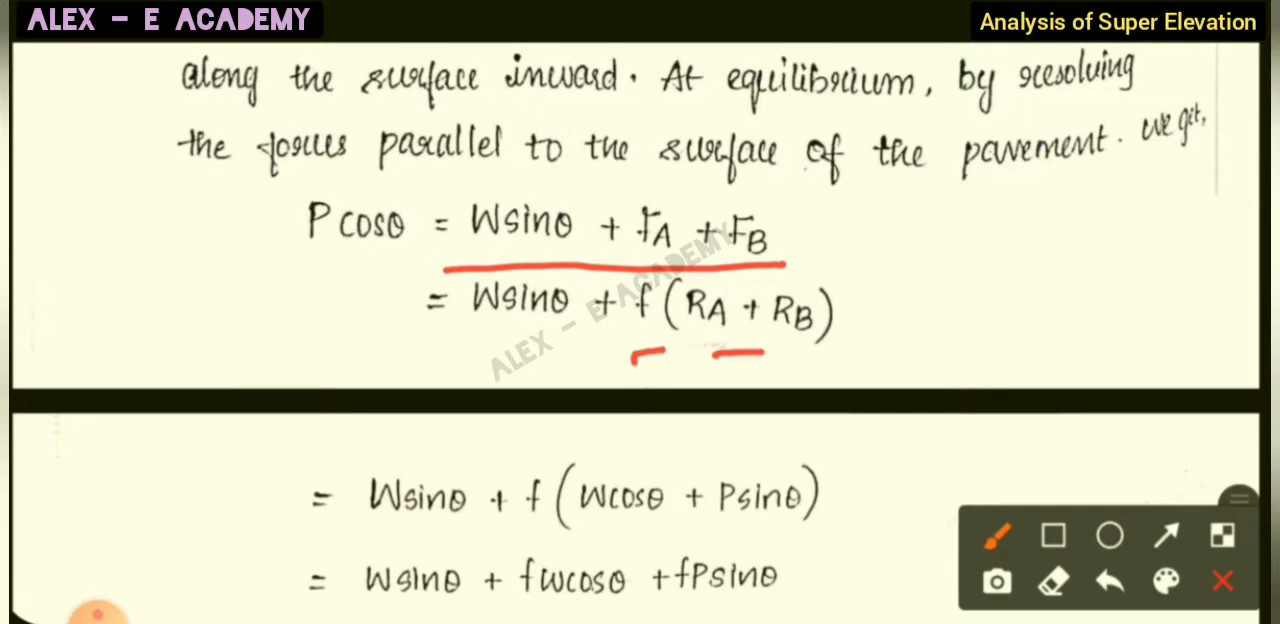 ALEX - E ACADEMY
Analysis of Super Elevation
along the surface inward. At equilibrium, by resolving
the forces parallel to the surface of the pavement. we get,
P cosθ = Wsinθ + FA + FB
= Wsinθ + f (RA + RB)
ALEX - E ACADEMY
= Wsinθ + f (Wcosθ + Psinθ)
= Wsinθ + fwcosθ + fPsinθ